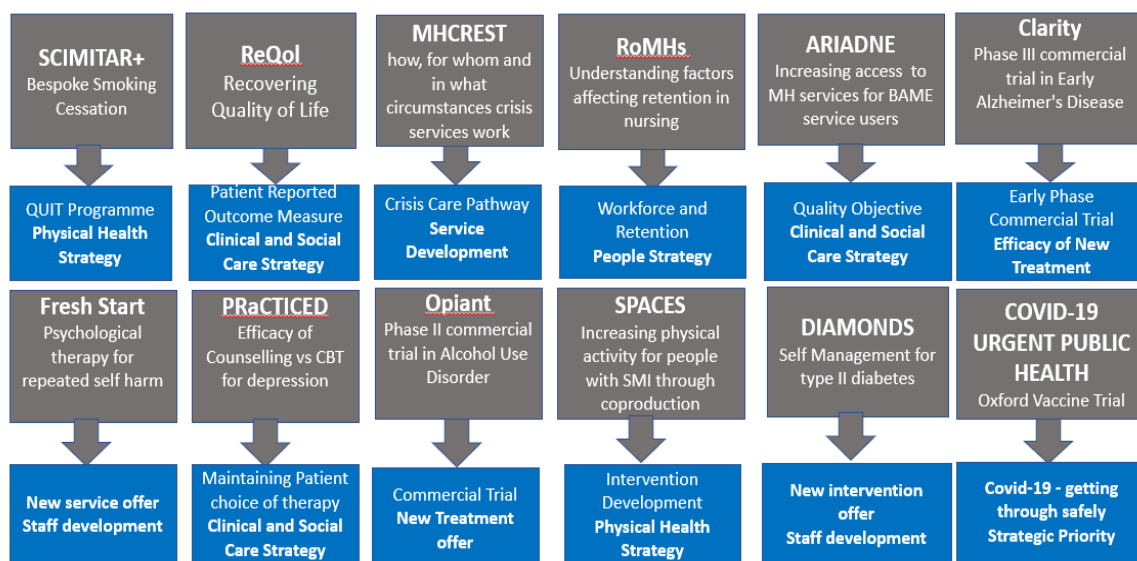 SCIMITAR+
Bespoke Smoking
Cessation
ReQol
Recovering
Quality of Life
MHCREST
how, for whom and
in what
circumstances crisis
services work
RoMHs
Understanding factors
affecting retention in
nursing
ARIADNE
Increasing access to
MH services for BAME
service users
Clarity
Phase III commercial
trial in Early
Alzheimer's Disease
QUIT Programme
Physical Health
Strategy
Patient Reported
Outcome Measure
Clinical and Social
Care Strategy
Crisis Care Pathway
Service
Development
Workforce and
Retention
People Strategy
Quality Objective
Clinical and Social
Care Strategy
Early Phase
Commercial Trial
Efficacy of New
Treatment
Fresh Start
Psychological
therapy for
repeated self harm
PRaCTICED
Efficacy of
Counselling vs CBT
for depression
Opiant
Phase II commercial
trial in Alcohol Use
Disorder
SPACES
Increasing physical
activity for people
with SMI through
coproduction
DIAMONDS
Self Management for
type II diabetes
COVID-19
URGENT PUBLIC
HEALTH
Oxford Vaccine Trial
New service offer
Staff development
Maintaining Patient
choice of therapy
Clinical and Social
Care Strategy
Commercial Trial
New Treatment
offer
Intervention
Development
Physical Health
Strategy
New intervention
offer
Staff development
Covid-19 - getting
through safely
Strategic Priority